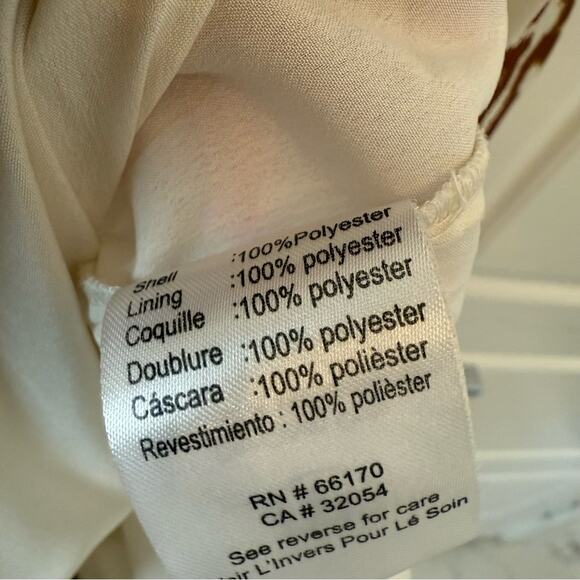 Shell :100%Polyester
Lining :100% polyester
Coquille :100% polyester
Doublure :100% polyester
Cáscara :100% polièster
Revestimiento : 100% polièster
RN # 66170
CA # 32054
See reverse for care
L'Invers Pour Lé Soin